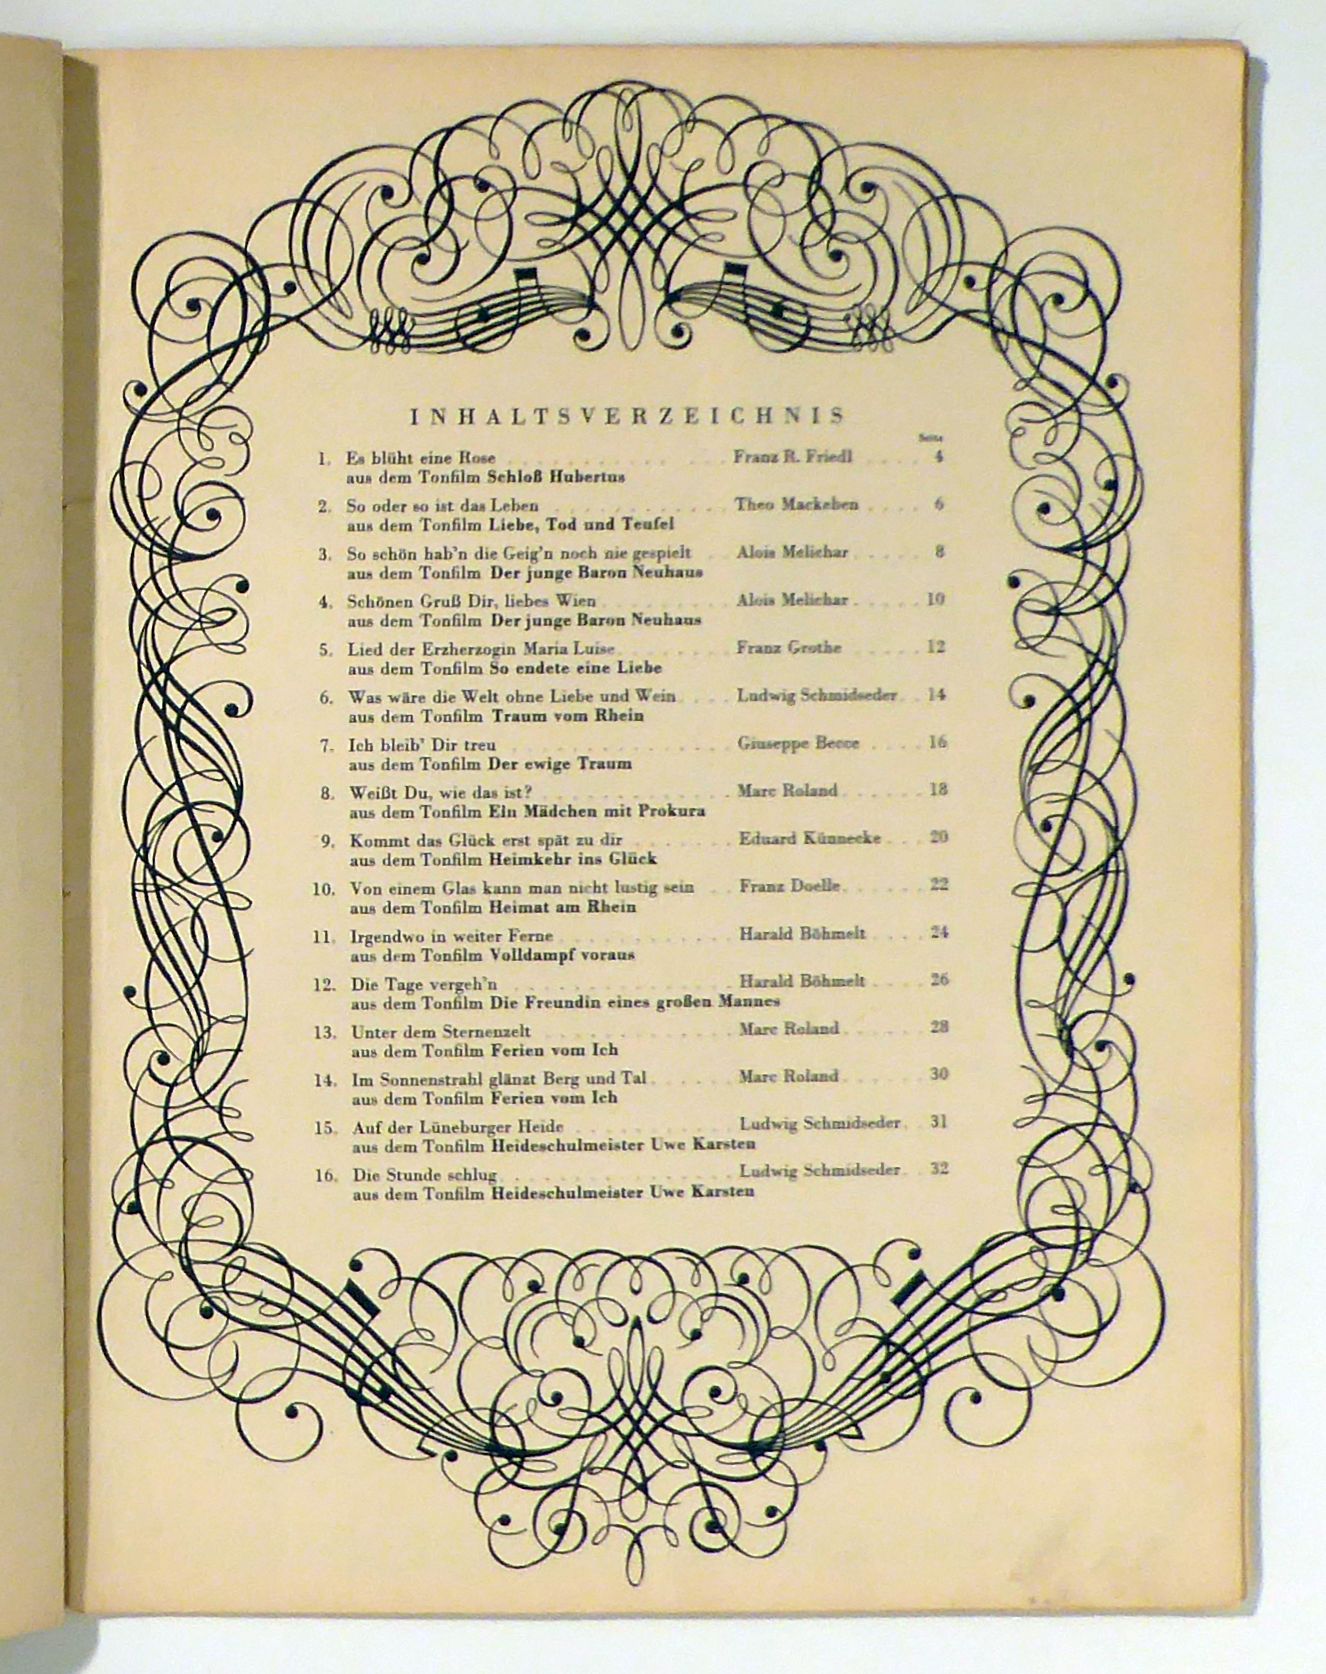 INHALTSVERZEICHNIS
Seite
1. Es blüht eine Rose . . . . . . . . . . . . . Franz R. Friedl . . . . 4
aus dem Tonfilm Schloß Hubertus
2. So oder so ist das Leben . . . . . . . . . . . Theo Mackeben . . . . 6
aus dem Tonfilm Liebe, Tod und Teufel
3. So schön hab'n die Geig'n noch nie gespielt . . Alois Melichar . . . . . 8
aus dem Tonfilm Der junge Baron Neuhaus
4. Schönen Gruß Dir, liebes Wien . . . . . . . . Alois Melichar . . . . . 10
aus dem Tonfilm Der junge Baron Neuhaus
5. Lied der Erzherzogin Maria Luise . . . . . . . Franz Grothe . . . . . . 12
aus dem Tonfilm So endete eine Liebe
6. Was wäre die Welt ohne Liebe und Wein . . . . Ludwig Schmidseder . . 14
aus dem Tonfilm Traum vom Rhein
7. Ich bleib' Dir treu . . . . . . . . . . . . . . Giuseppe Becce . . . . 16
aus dem Tonfilm Der ewige Traum
8. Weißt Du, wie das ist? . . . . . . . . . . . . Marc Roland . . . . . . 18
aus dem Tonfilm Ein Mädchen mit Prokura
9. Kommt das Glück erst spät zu dir . . . . . . . Eduard Künnecke . . . 20
aus dem Tonfilm Heimkehr ins Glück
10. Von einem Glas kann man nicht lustig sein . . Franz Doelle . . . . . . 22
aus dem Tonfilm Heimat am Rhein
11. Irgendwo in weiter Ferne . . . . . . . . . . . Harald Böhmelt . . . . 24
aus dem Tonfilm Volldampf voraus
12. Die Tage vergeh'n . . . . . . . . . . . . . . Harald Böhmelt . . . . 26
aus dem Tonfilm Die Freundin eines großen Mannes
13. Unter dem Sternenzelt . . . . . . . . . . . . Marc Roland . . . . . . 28
aus dem Tonfilm Ferien vom Ich
14. Im Sonnenstrahl glänzt Berg und Tal . . . . . . Marc Roland . . . . . . 30
aus dem Tonfilm Ferien vom Ich
15. Auf der Lüneburger Heide . . . . . . . . . . Ludwig Schmidseder . . 31
aus dem Tonfilm Heideschulmeister Uwe Karsten
16. Die Stunde schlug . . . . . . . . . . . . . . Ludwig Schmidseder . . 32
aus dem Tonfilm Heideschulmeister Uwe Karsten